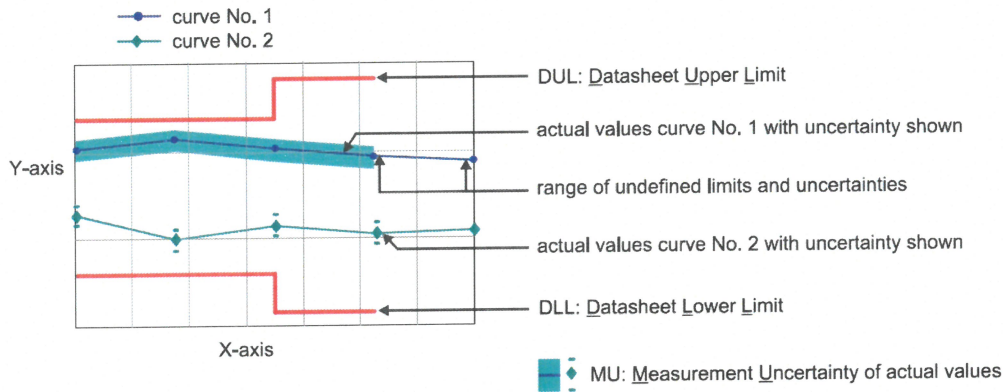 curve No. 1
curve No. 2
DUL: Datasheet Upper Limit
actual values curve No. 1 with uncertainty shown
Y-axis
range of undefined limits and uncertainties
actual values curve No. 2 with uncertainty shown
DLL: Datasheet Lower Limit
X-axis
MU: Measurement Uncertainty of actual values